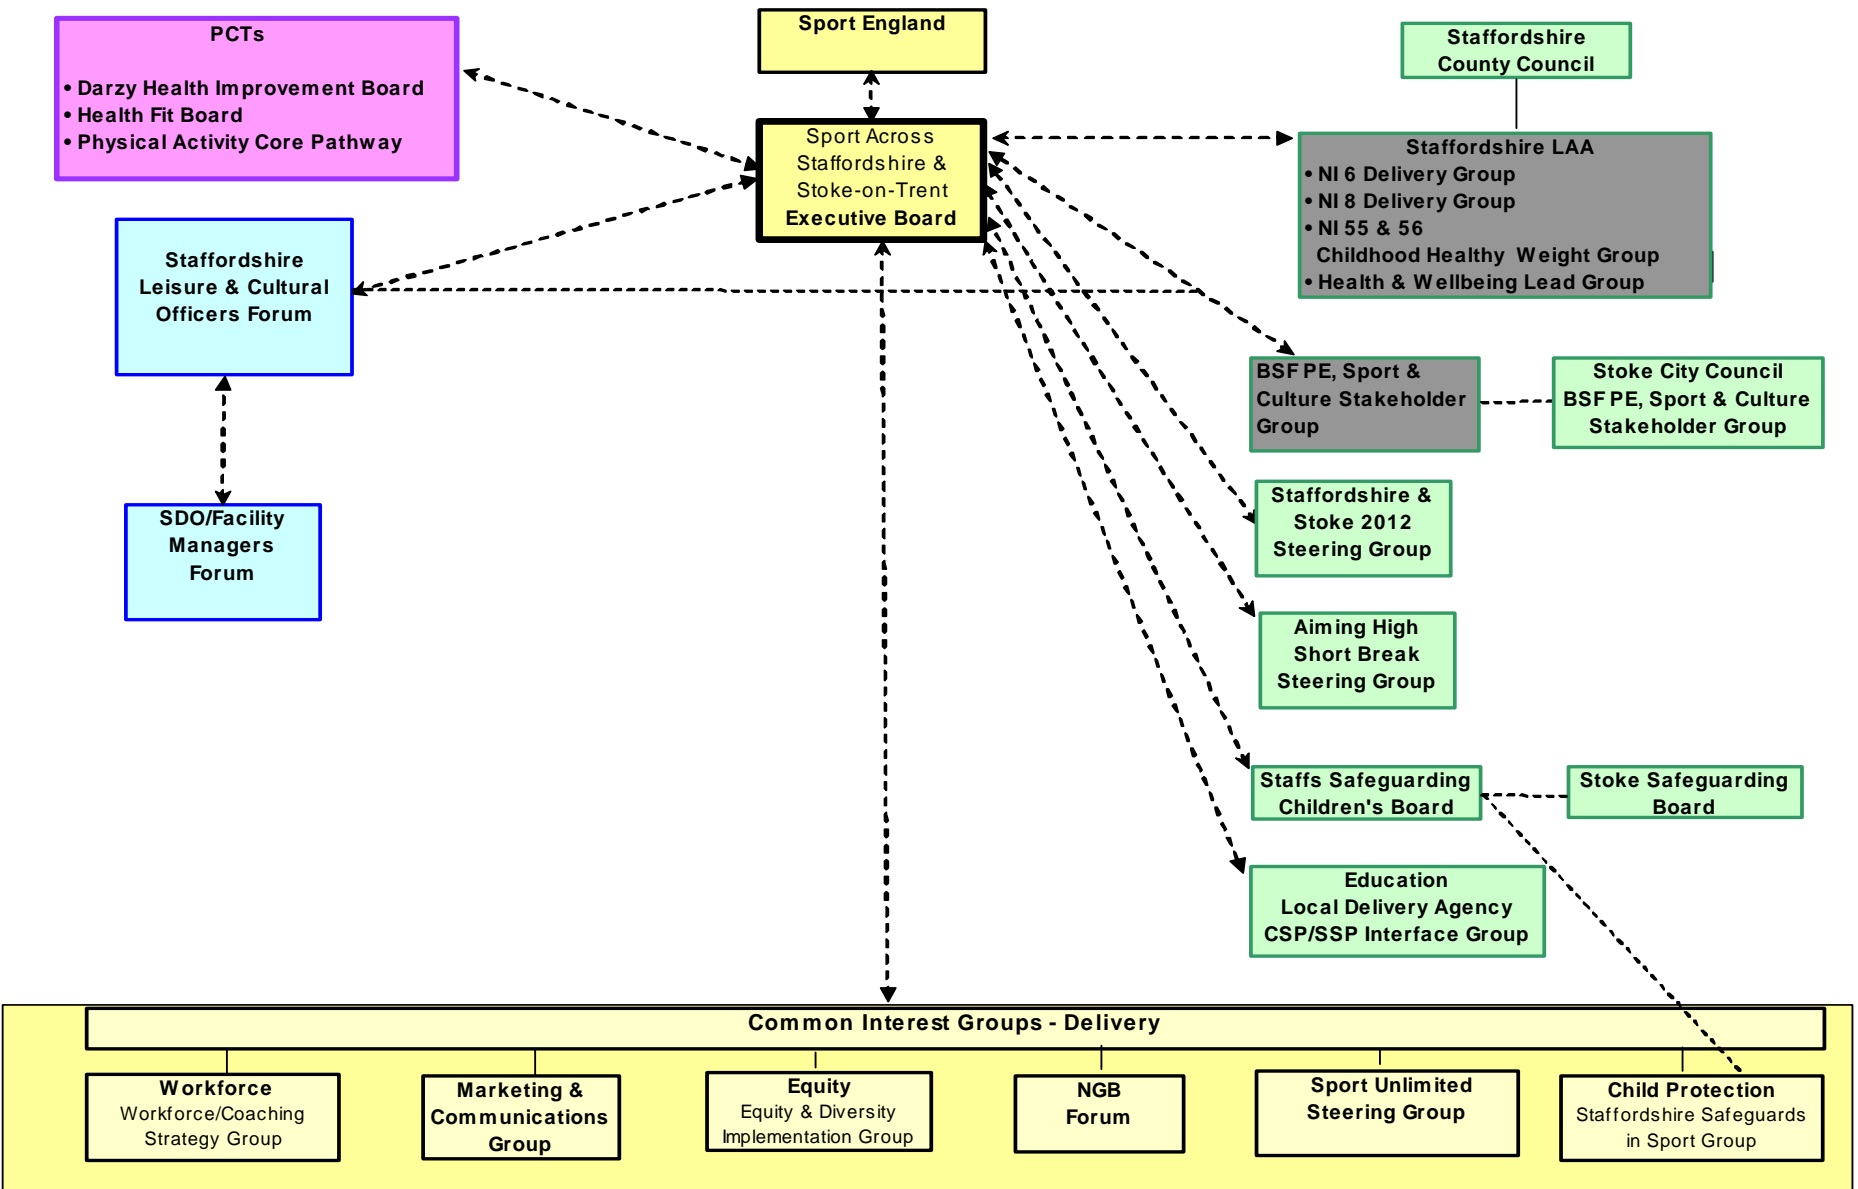 PCTs
• Darzy Health Improvement Board
• Health Fit Board
• Physical Activity Core Pathway
Sport England
Staffordshire
County Council
Sport Across
Staffordshire &
Stoke-on-Trent
Executive Board
Staffordshire LAA
• NI 6 Delivery Group
• NI 8 Delivery Group
• NI 55 & 56
Childhood Healthy Weight Group
• Health & Wellbeing Lead Group
Staffordshire
Leisure & Cultural
Officers Forum
BSF PE, Sport &
Culture Stakeholder
Group
Stoke City Council
BSF PE, Sport & Culture
Stakeholder Group
SDO/Facility
Managers
Forum
Staffordshire &
Stoke 2012
Steering Group
Aiming High
Short Break
Steering Group
Staffs Safeguarding
Children's Board
Stoke Safeguarding
Board
Education
Local Delivery Agency
CSP/SSP Interface Group
Common Interest Groups - Delivery
Workforce
Workforce/Coaching
Strategy Group
Marketing &
Communications
Group
Equity
Equity & Diversity
Implementation Group
NGB
Forum
Sport Unlimited
Steering Group
Child Protection
Staffordshire Safeguards
in Sport Group